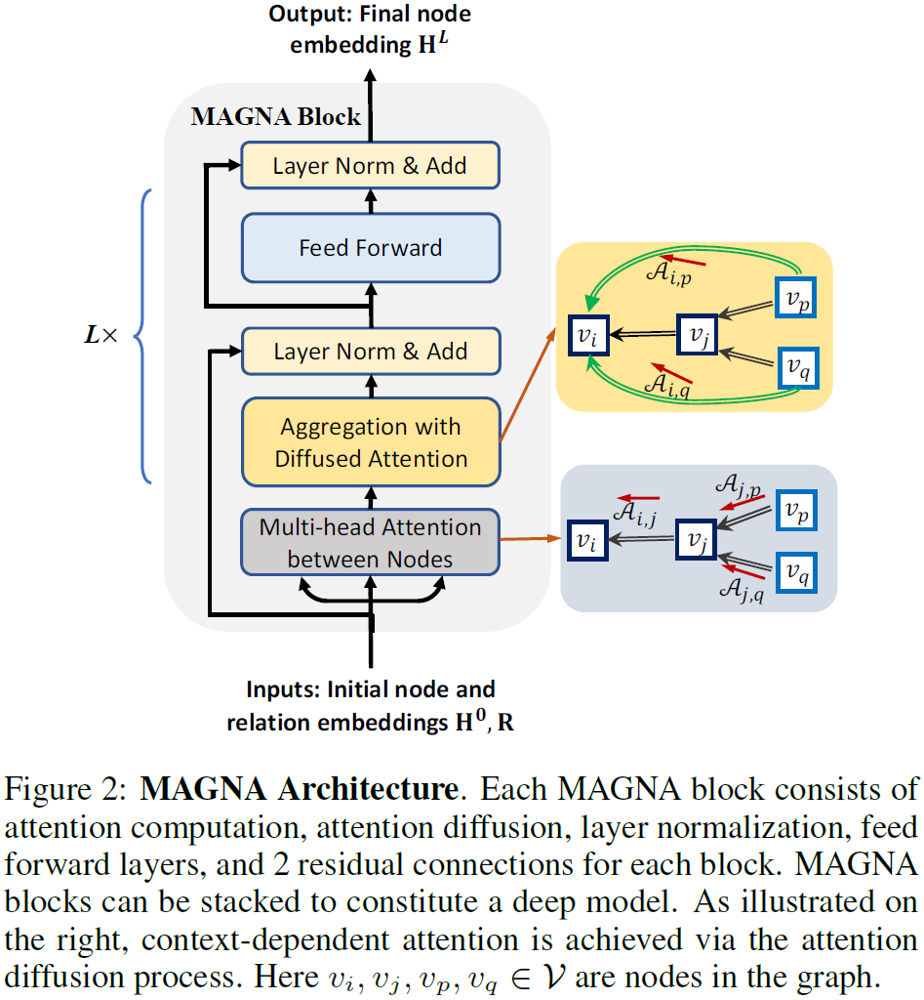 Output: Final node
embedding H^L
MAGNA Block
Layer Norm & Add
Feed Forward
L×
Layer Norm & Add
Aggregation with
Diffused Attention
Multi-head Attention
between Nodes
𝒜_{i,p}
v_p
v_i
v_j
v_q
𝒜_{i,q}
𝒜_{j,p}
𝒜_{i,j}
v_p
v_i
v_j
v_q
𝒜_{j,q}
Inputs: Initial node and
relation embeddings H^0, R
Figure 2: MAGNA Architecture. Each MAGNA block consists of
attention computation, attention diffusion, layer normalization, feed
forward layers, and 2 residual connections for each block. MAGNA
blocks can be stacked to constitute a deep model. As illustrated on
the right, context-dependent attention is achieved via the attention
diffusion process. Here v_i, v_j, v_p, v_q ∈ 𝒱 are nodes in the graph.